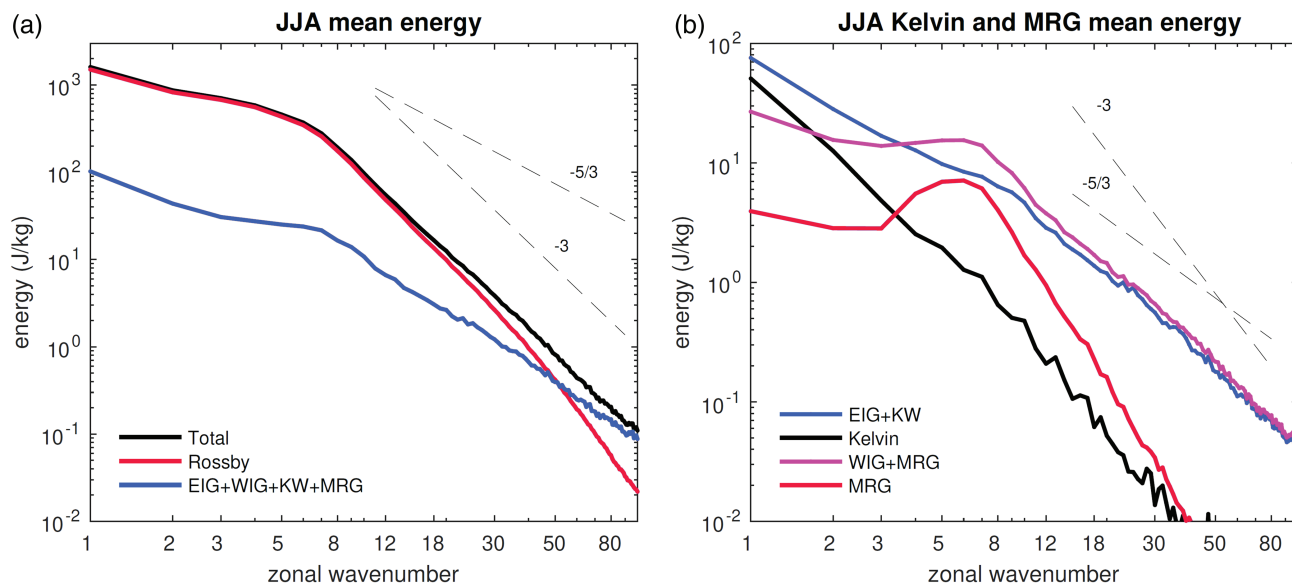 (a)
JJA mean energy
energy (J/kg)
10^3
10^2
10^1
10^0
10^-1
10^-2
-5/3
-3
Total
Rossby
EIG+WIG+KW+MRG
1 2 3 5 8 12 18 30 50 80
zonal wavenumber
(b)
JJA Kelvin and MRG mean energy
energy (J/kg)
10^2
10^1
10^0
10^-1
10^-2
-3
-5/3
EIG+KW
Kelvin
WIG+MRG
MRG
1 2 3 5 8 12 18 30 50 80
zonal wavenumber